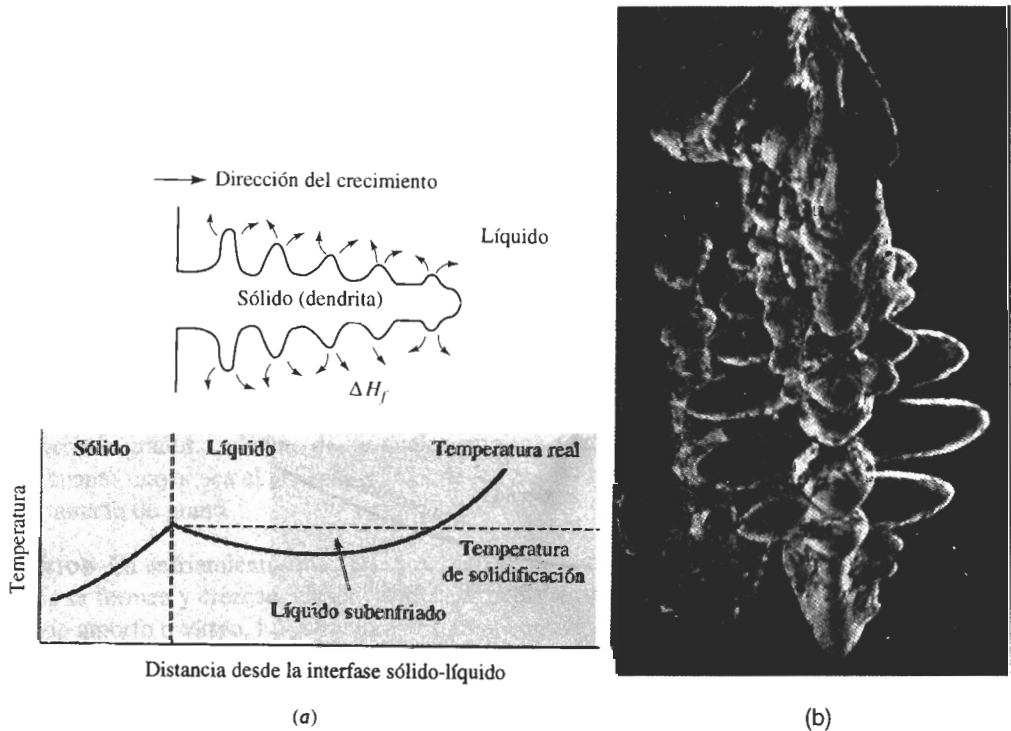 Dirección del crecimiento
Líquido
Sólido (dendrita)
ΔH_f
Sólido
Líquido
Temperatura real
Temperatura
Temperatura
de solidificación
Líquido subenfriado
Distancia desde la interfase sólido-líquido
(a)
(b)